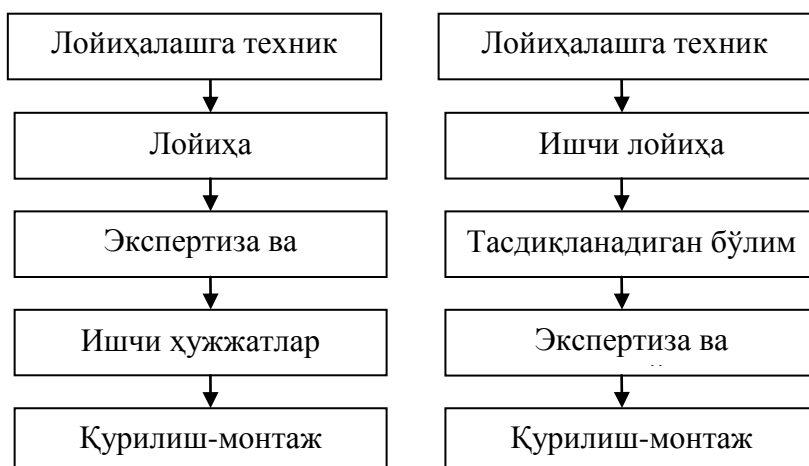 Лойиҳалашга техник
Лойиҳа
Экспертиза ва
Ишчи ҳужжатлар
Қурилиш-монтаж
Лойиҳалашга техник
Ишчи лойиҳа
Тасдиқланадиган бўлим
Экспертиза ва
Қурилиш-монтаж